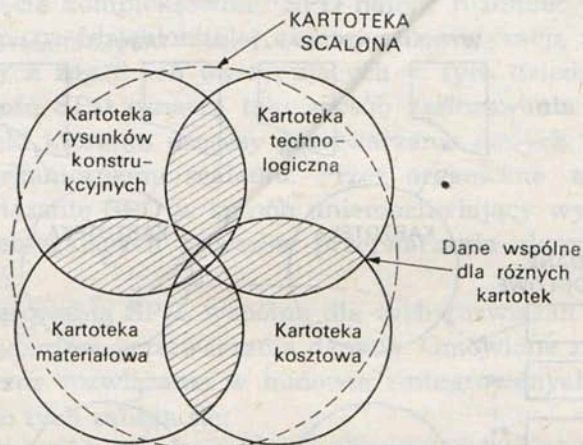 KARTOTEKA
SCALONA
Kartoteka
rysunków
konstru-
kcyjnych
Kartoteka
techno-
logiczna
Dane wspólne
dla różnych
kartotek
Kartoteka
materiałowa
Kartoteka
kosztowa